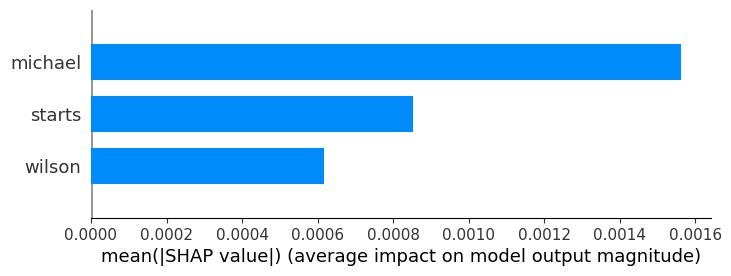 michael
starts
wilson
0.0000 0.0002 0.0004 0.0006 0.0008 0.0010 0.0012 0.0014 0.0016
mean(|SHAP value|) (average impact on model output magnitude)